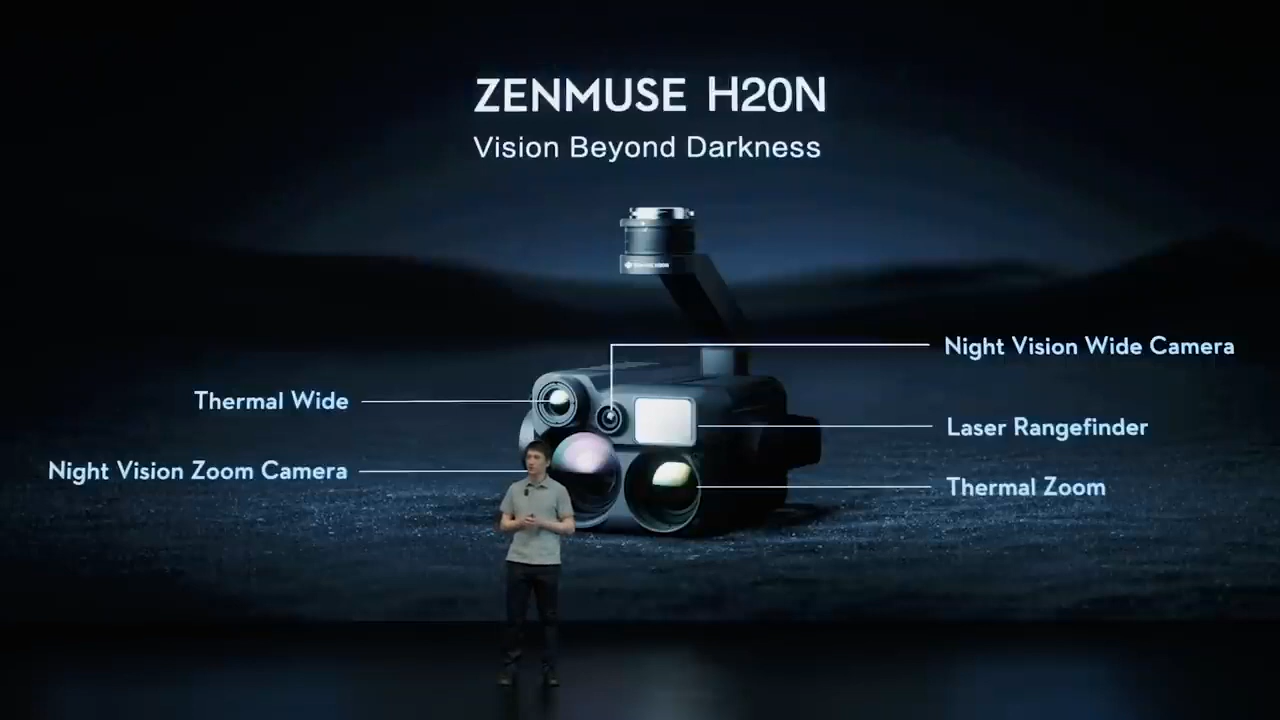 ZENMUSE H20N
Vision Beyond Darkness
Night Vision Wide Camera
Thermal Wide
Laser Rangefinder
Night Vision Zoom Camera
Thermal Zoom